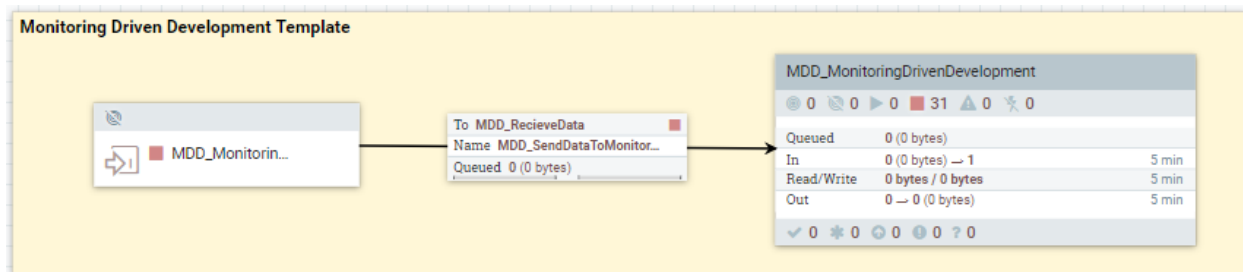 Monitoring Driven Development Template
MDD_Monitorin...
To MDD_RecieveData
Name MDD_SendDataToMonitor...
Queued 0 (0 bytes)
MDD_MonitoringDrivenDevelopment
0 0 0 31 0 0
Queued 0 (0 bytes)
In 0 (0 bytes) → 1 5 min
Read/Write 0 bytes / 0 bytes 5 min
Out 0 → 0 (0 bytes) 5 min
0 0 0 0 ? 0